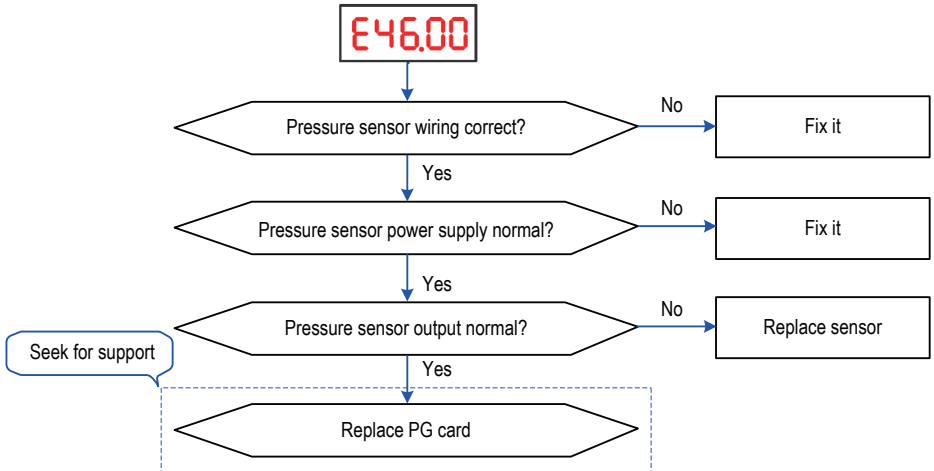 E46.00
Pressure sensor wiring correct?
No
Fix it
Yes
Pressure sensor power supply normal?
No
Fix it
Yes
Pressure sensor output normal?
No
Replace sensor
Seek for support
Yes
Replace PG card